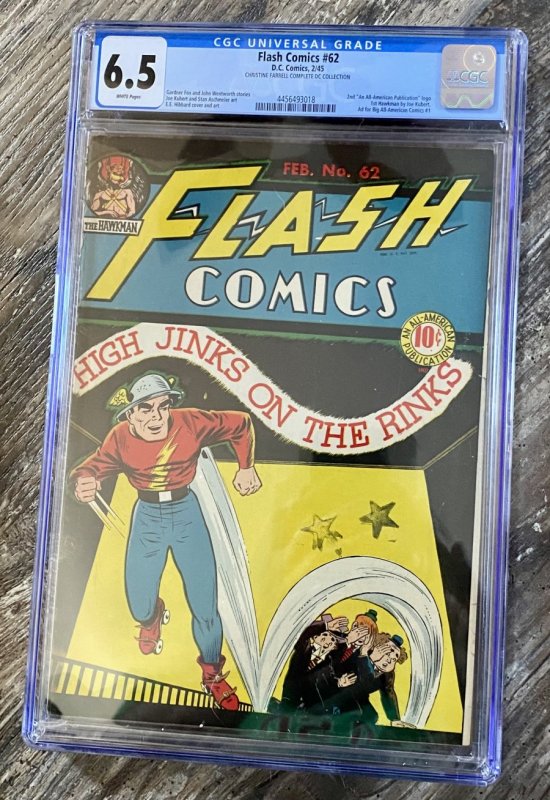 CGC UNIVERSAL GRADE
6.5
WHITE Pages
Flash Comics #62
D.C. Comics, 2/45
CHRISTINE FARRELL COMPLETE DC COLLECTION
Gardner Fox and John Wentworth stories
Joe Kubert and Stan Aschmeier art
E.E. Hibbard cover and art
4456493018
2nd "An All-American Publication" logo.
1st Hawkman by Joe Kubert.
Ad for Big All-American Comics #1
CGC
FEB. No. 62
THE HAWKMAN
FLASH
COMICS
AN ALL-AMERICAN
10¢
PUBLICATION
HIGH JINKS ON THE RINKS